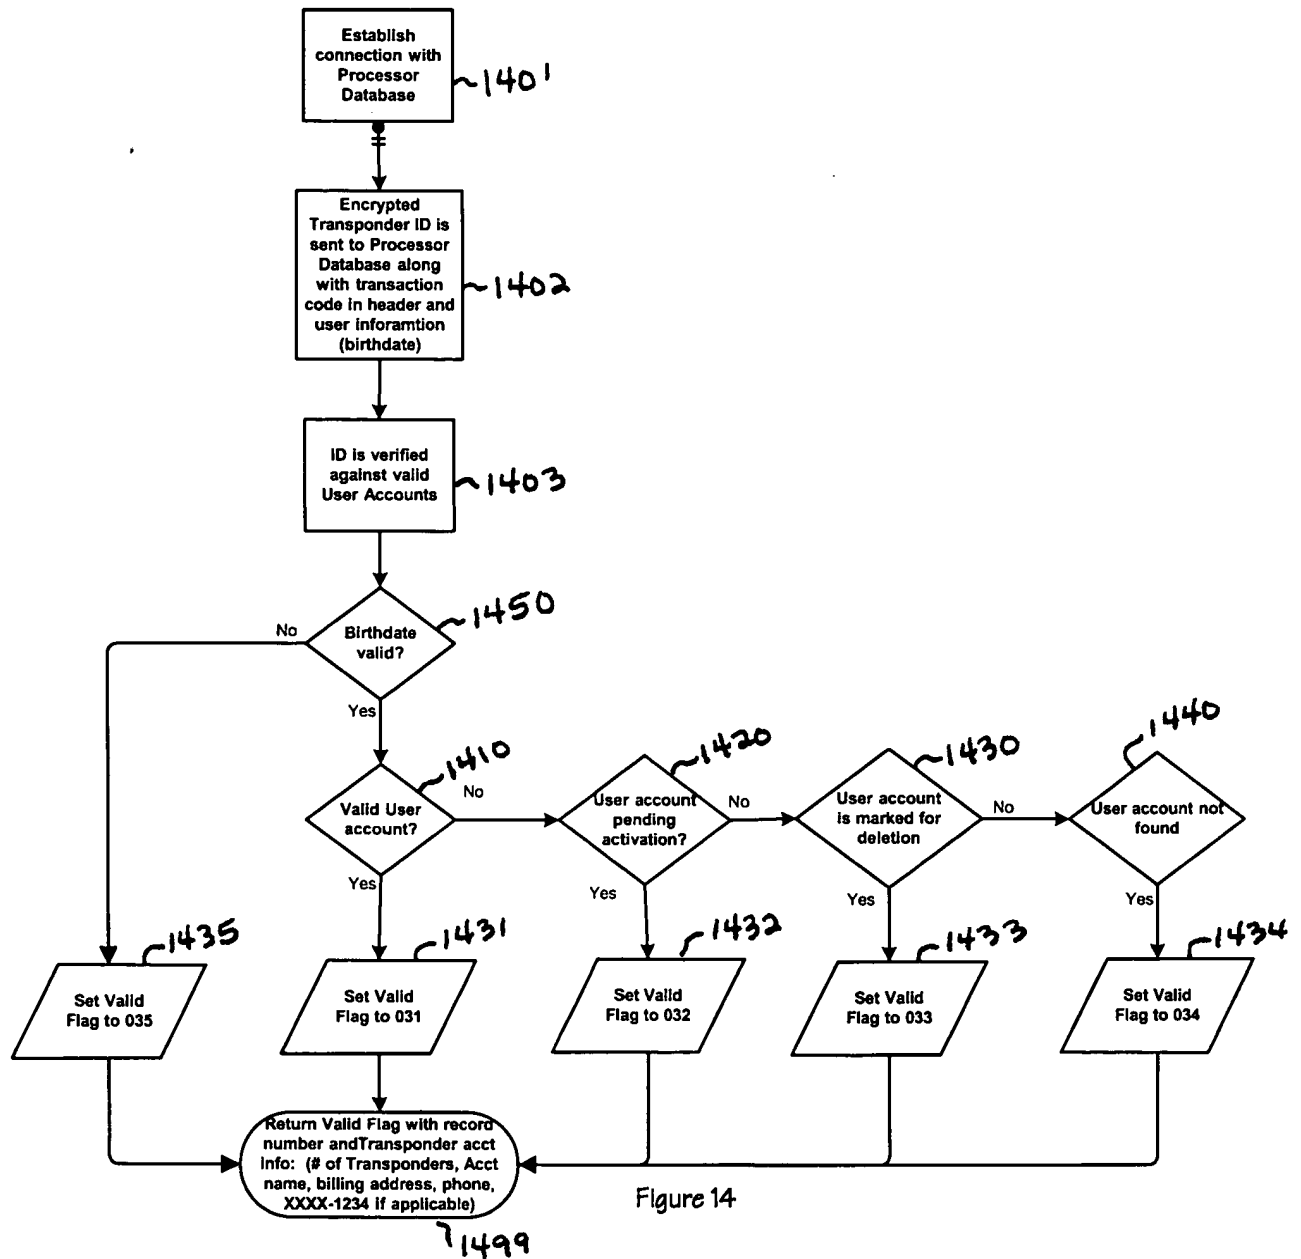 Establish
connection with
Processor
Database
1401
Encrypted
Transponder ID is
sent to Processor
Database along
with transaction
code in header and
user inforamtion
(birthdate)
1402
ID is verified
against valid
User Accounts
1403
Birthdate
valid?
1450
No
Yes
Valid User
account?
1410
No
Yes
User account
pending
activation?
1420
No
Yes
User account
is marked for
deletion
1430
No
Yes
User account not
found
1440
Yes
Set Valid
Flag to 035
1435
Set Valid
Flag to 031
1431
Set Valid
Flag to 032
1432
Set Valid
Flag to 033
1433
Set Valid
Flag to 034
1434
Return Valid Flag with record
number andTransponder acct
info: (# of Transponders, Acct
name, billing address, phone,
XXXX-1234 if applicable)
1499
Figure 14